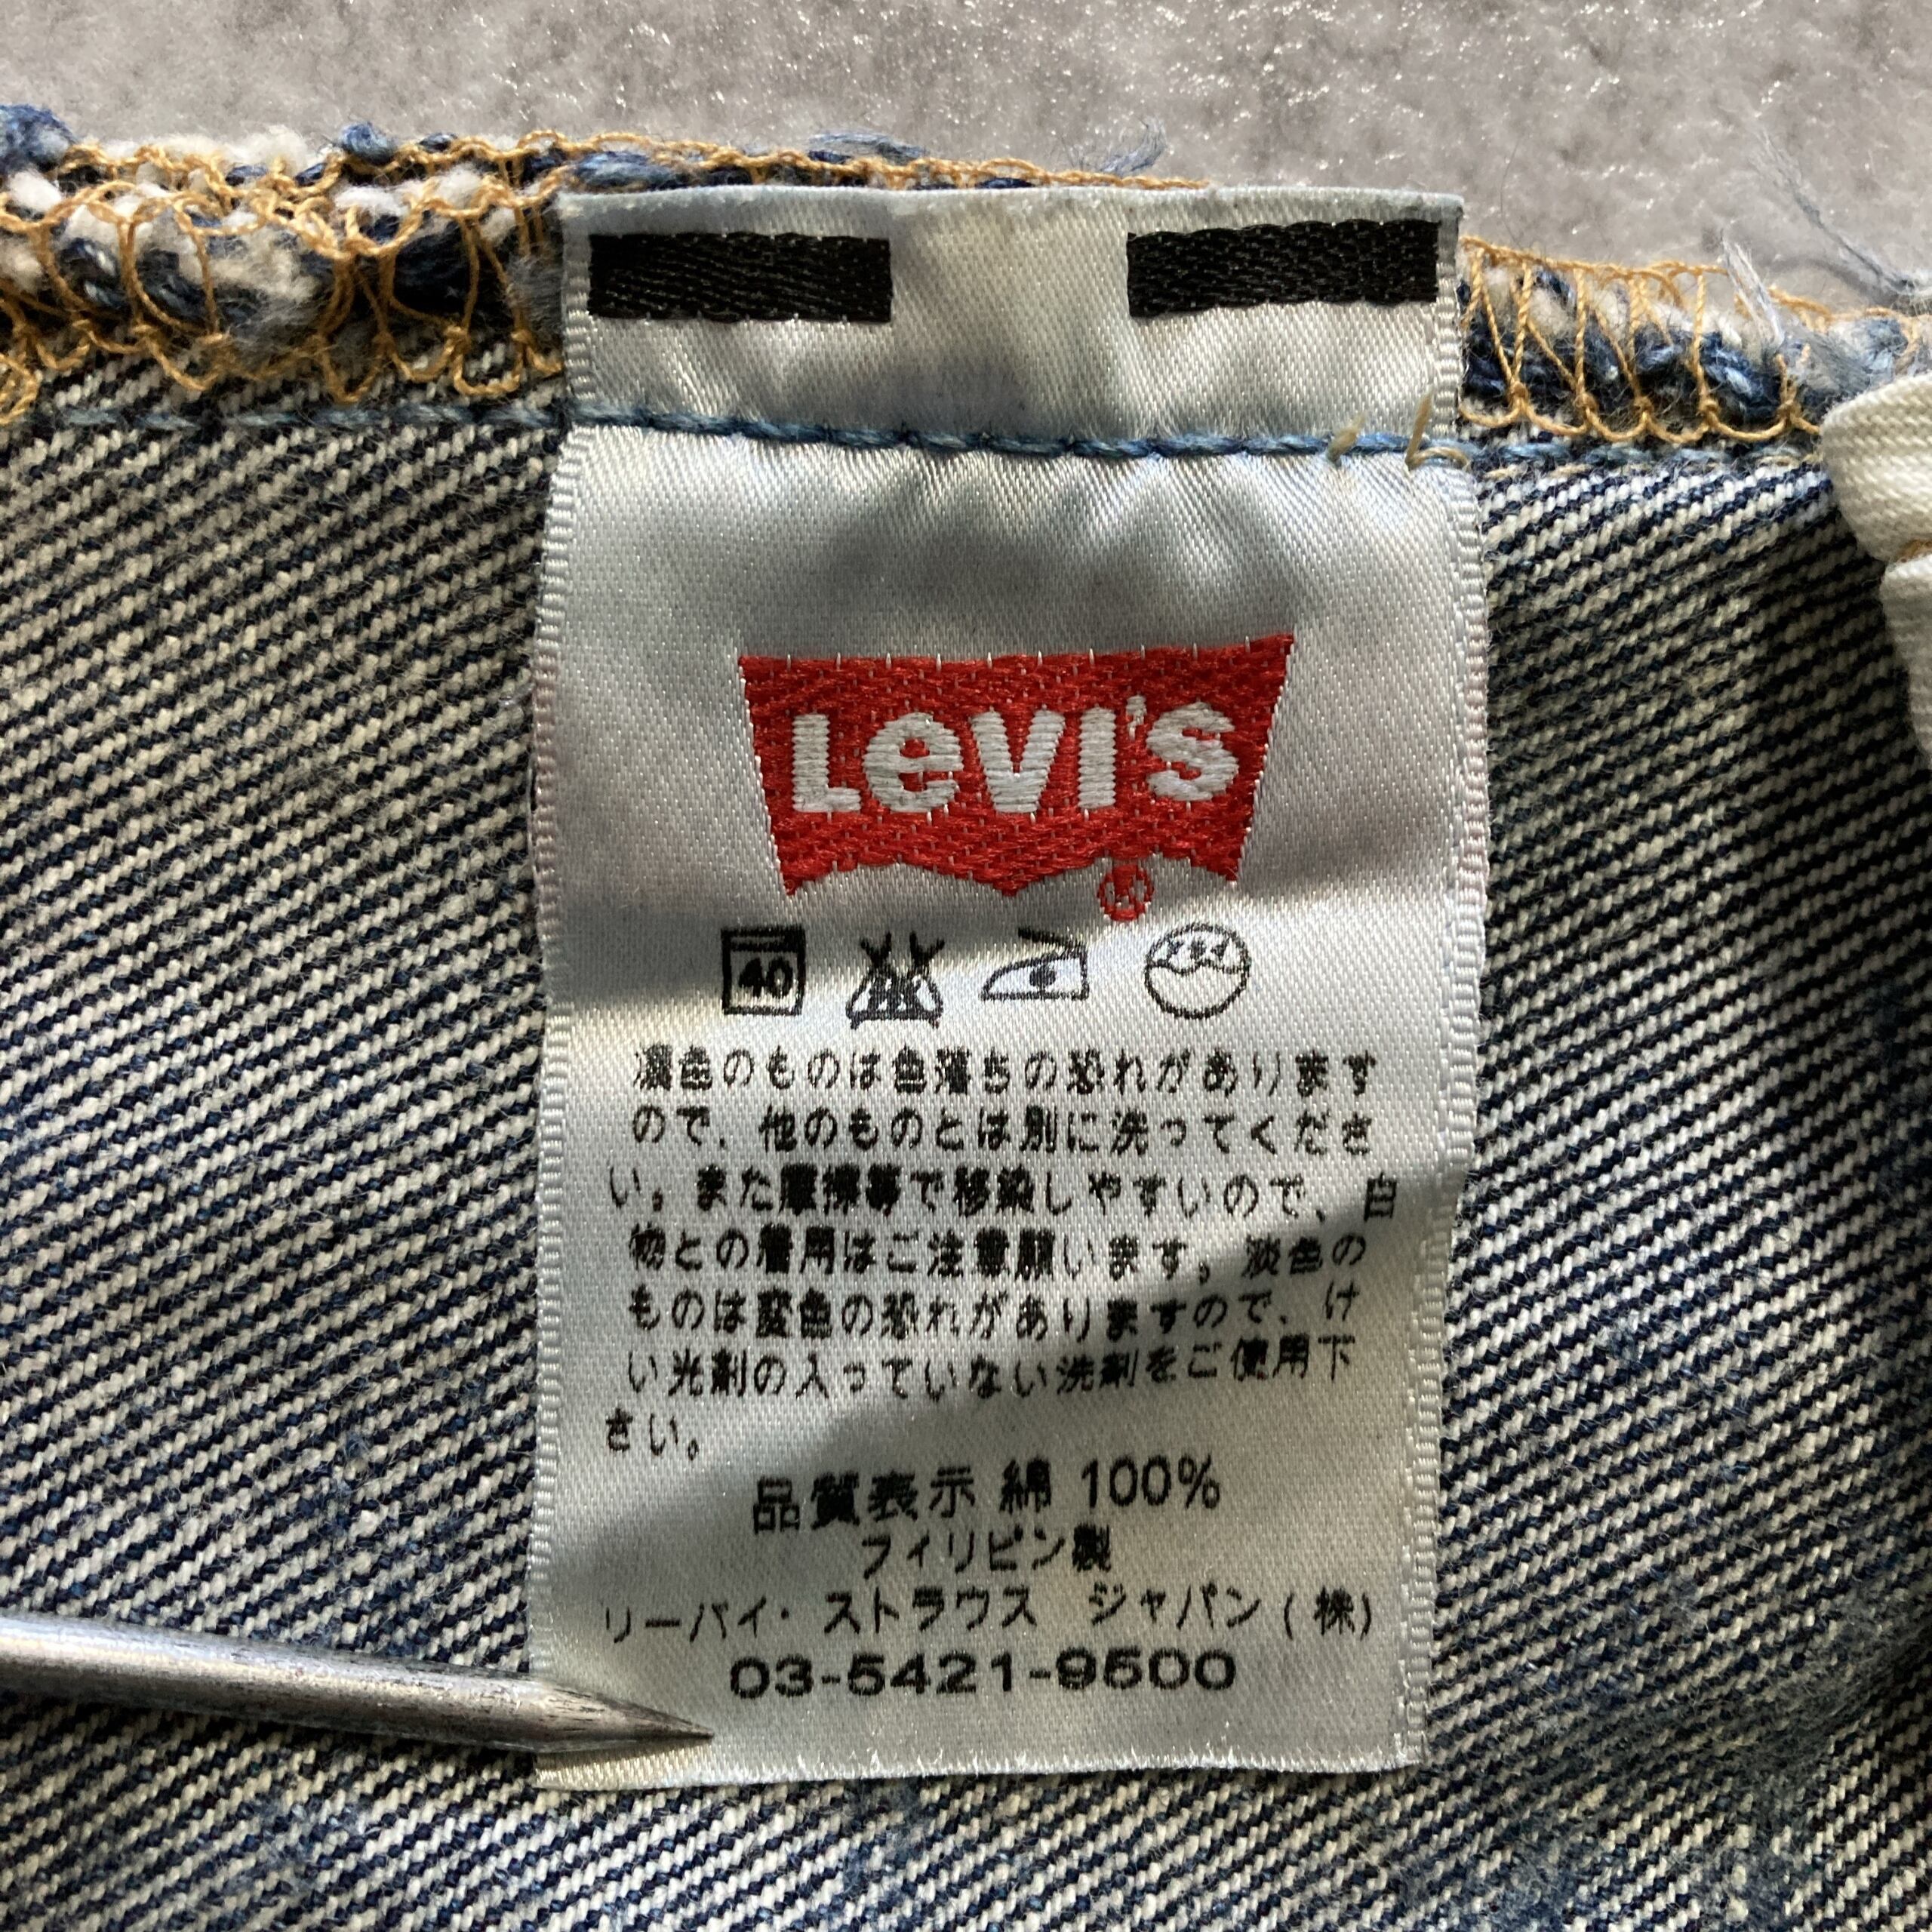 LEVI'S
®
40
濃色のものは色落ちの恐れがあります
ので、他のものとは別に洗ってくださ
い。また摩擦等で移染しやすいので、白
物との着用はご注意願います。淡色の
ものは変色の恐れがありますので、け
い光剤の入っていない洗剤をご使用下
さい。
品質表示 綿 100%
フィリピン製
リーバイ・ストラウス ジャパン(株)
03-5421-9500